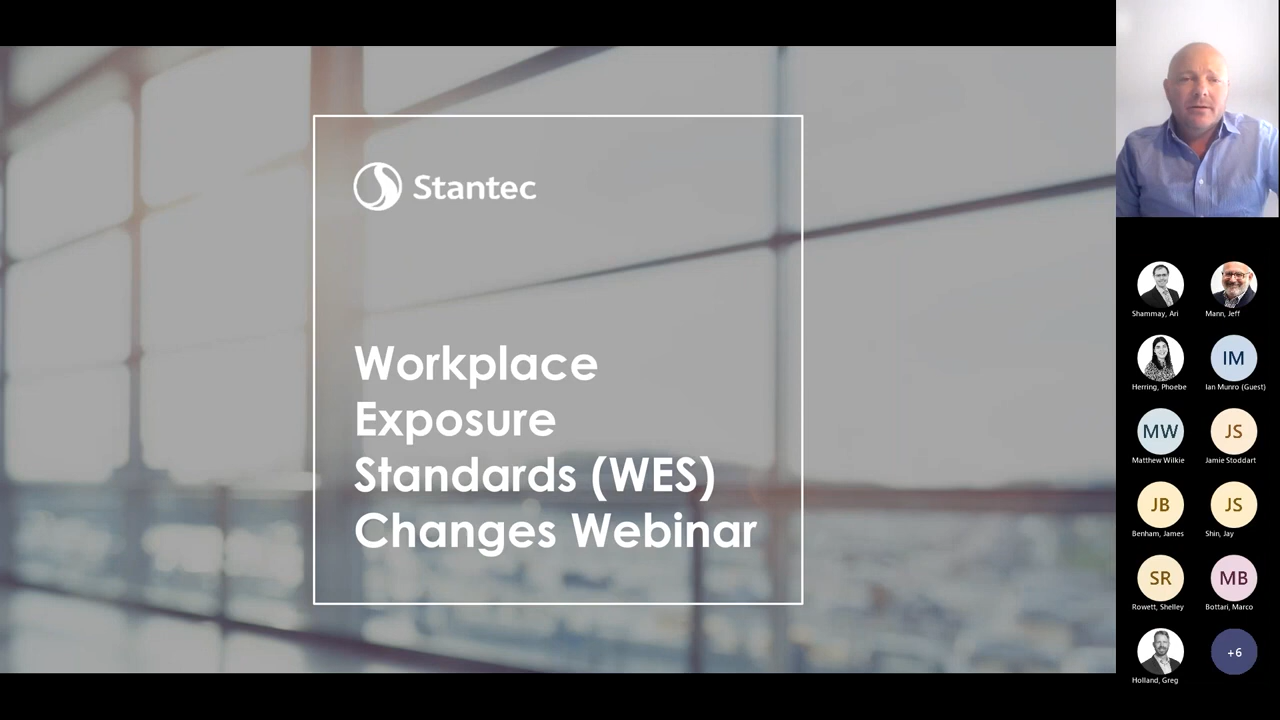 Stantec
Workplace
Exposure
Standards (WES)
Changes Webinar
Shammay, Ari
Mann, Jeff
Herring, Phoebe
IM
Ian Munro (Guest)
MW
Matthew Wilkie
JS
Jamie Stoddart
JB
Benham, James
JS
Shin, Jay
SR
Rowett, Shelley
MB
Bottari, Marco
Holland, Greg
+6